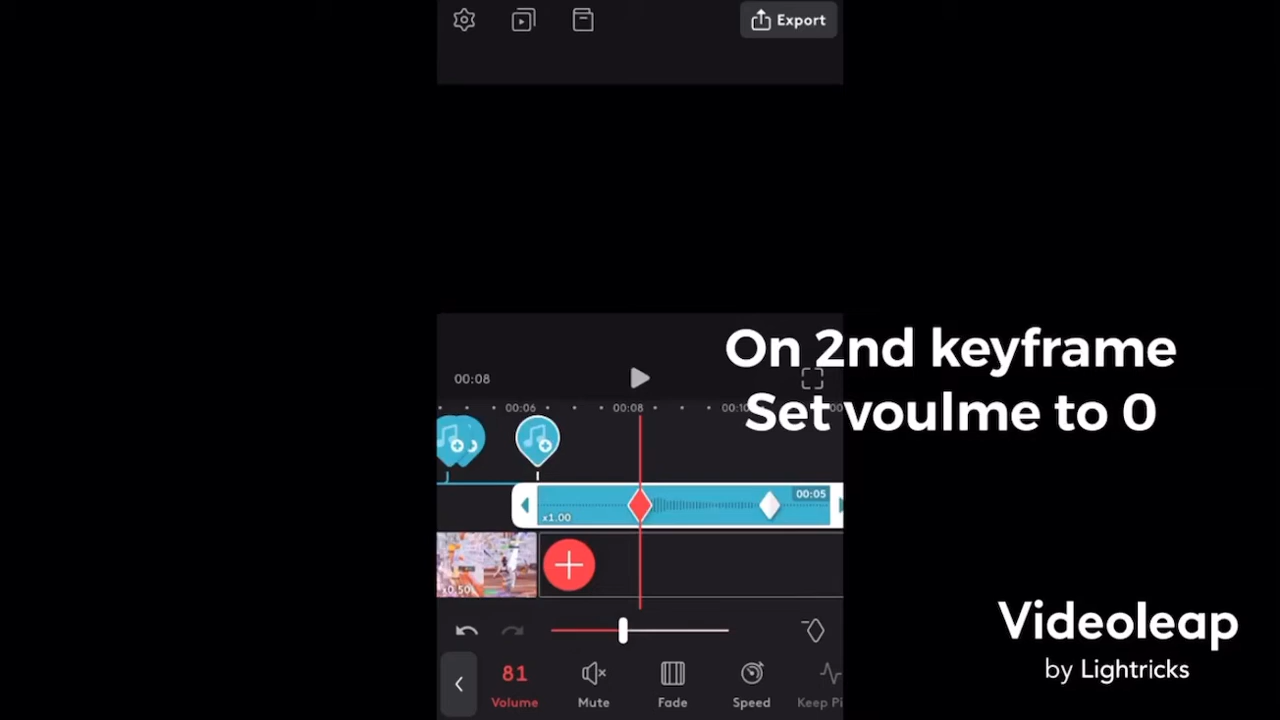 Export
On 2nd keyframe
Set voulme to 0
00:08
00:06
00:08
00:10
00:05
x1.00
81
Volume
Mute
Fade
Speed
Videoleap
by Lightricks